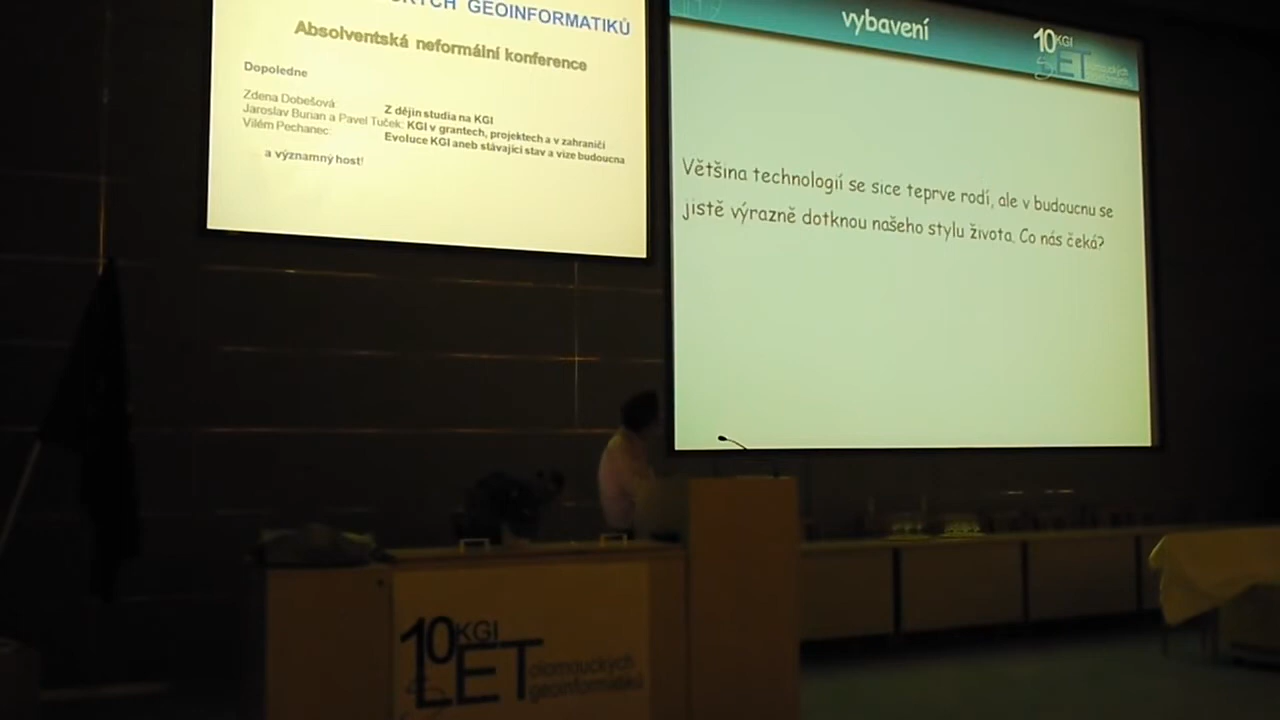 GEOINFORMATIKŮ
Absolventská neformální konference
Dopoledne
Zdena Dobešová: Z dějin studia na KGI
Jaroslav Burian a Pavel Tuček: KGI v grantech, projektech a v zahraničí
Vilém Pechanec: Evoluce KGI aneb stávající stav a vize budoucna
a významný host!
vybavení
10 KGI
LET olomouckých
geoinformatiků
Většina technologií se sice teprve rodí, ale v budoucnu se
jistě výrazně dotknou našeho stylu života. Co nás čeká?
10 KGI
LET olomouckých
geoinformatiků